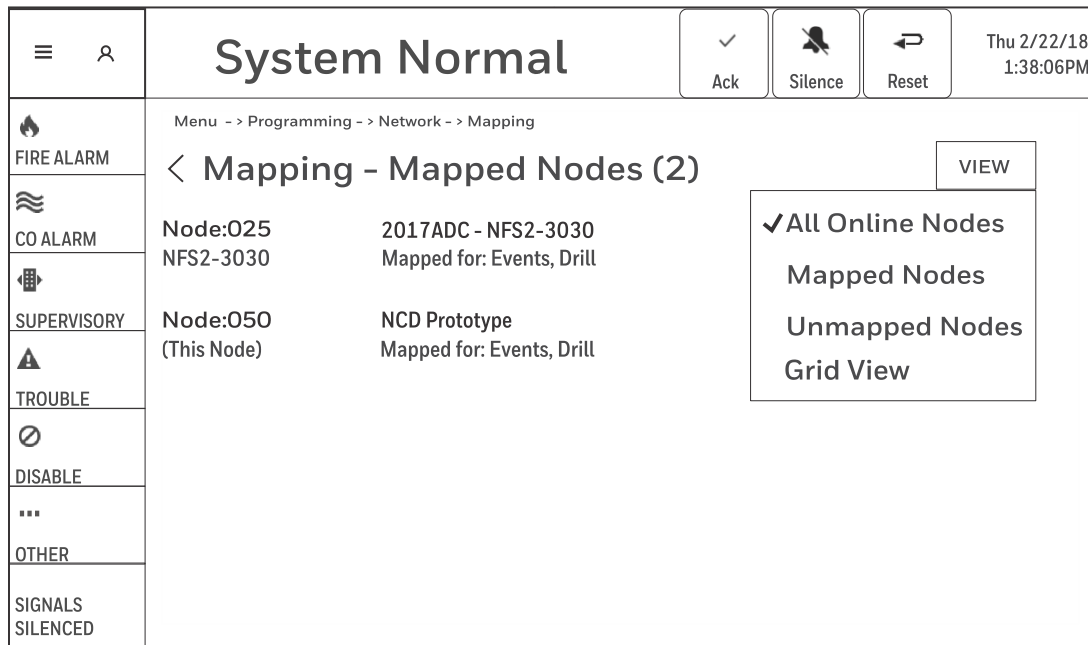 System Normal
Ack
Silence
Reset
Thu 2/22/18
1:38:06PM
FIRE ALARM
CO ALARM
SUPERVISORY
TROUBLE
DISABLE
OTHER
SIGNALS
SILENCED
Menu - > Programming - > Network - > Mapping
< Mapping - Mapped Nodes (2)
VIEW
Node:025
2017ADC - NFS2-3030
NFS2-3030
Mapped for: Events, Drill
Node:050
NCD Prototype
(This Node)
Mapped for: Events, Drill
✓All Online Nodes
Mapped Nodes
Unmapped Nodes
Grid View